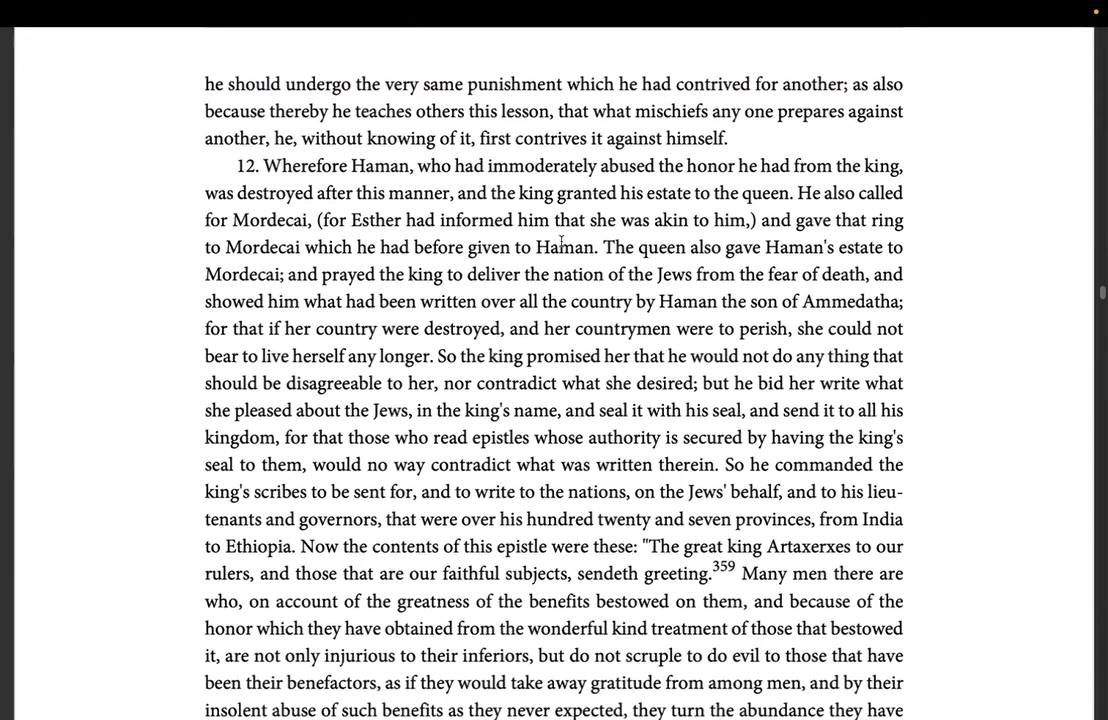 he should undergo the very same punishment which he had contrived for another; as also
because thereby he teaches others this lesson, that what mischiefs any one prepares against
another, he, without knowing of it, first contrives it against himself.
12. Wherefore Haman, who had immoderately abused the honor he had from the king,
was destroyed after this manner, and the king granted his estate to the queen. He also called
for Mordecai, (for Esther had informed him that she was akin to him,) and gave that ring
to Mordecai which he had before given to Haman. The queen also gave Haman's estate to
Mordecai; and prayed the king to deliver the nation of the Jews from the fear of death, and
showed him what had been written over all the country by Haman the son of Ammedatha;
for that if her country were destroyed, and her countrymen were to perish, she could not
bear to live herself any longer. So the king promised her that he would not do any thing that
should be disagreeable to her, nor contradict what she desired; but he bid her write what
she pleased about the Jews, in the king's name, and seal it with his seal, and send it to all his
kingdom, for that those who read epistles whose authority is secured by having the king's
seal to them, would no way contradict what was written therein. So he commanded the
king's scribes to be sent for, and to write to the nations, on the Jews' behalf, and to his lieu-
tenants and governors, that were over his hundred twenty and seven provinces, from India
to Ethiopia. Now the contents of this epistle were these: "The great king Artaxerxes to our
rulers, and those that are our faithful subjects, sendeth greeting.359 Many men there are
who, on account of the greatness of the benefits bestowed on them, and because of the
honor which they have obtained from the wonderful kind treatment of those that bestowed
it, are not only injurious to their inferiors, but do not scruple to do evil to those that have
been their benefactors, as if they would take away gratitude from among men, and by their
insolent abuse of such benefits as they never expected, they turn the abundance they have